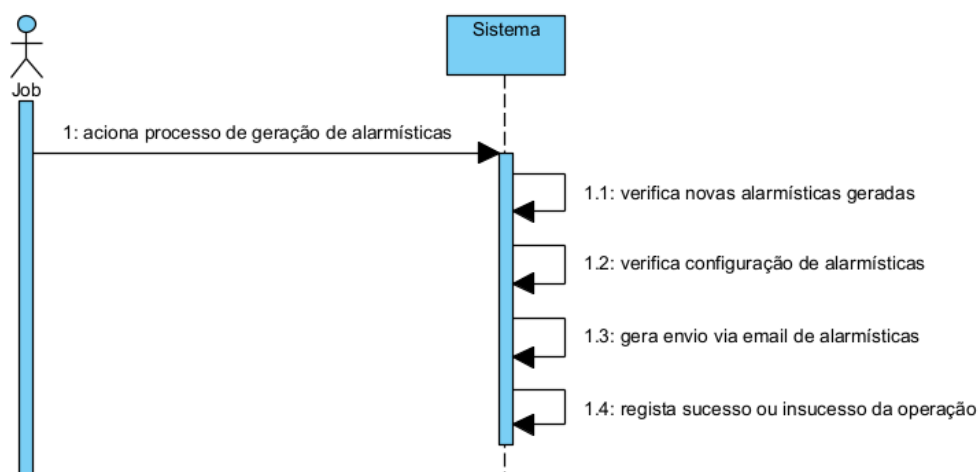 Sistema
Job
1: aciona processo de geração de alarmísticas
1.1: verifica novas alarmísticas geradas
1.2: verifica configuração de alarmísticas
1.3: gera envio via email de alarmísticas
1.4: regista sucesso ou insucesso da operação